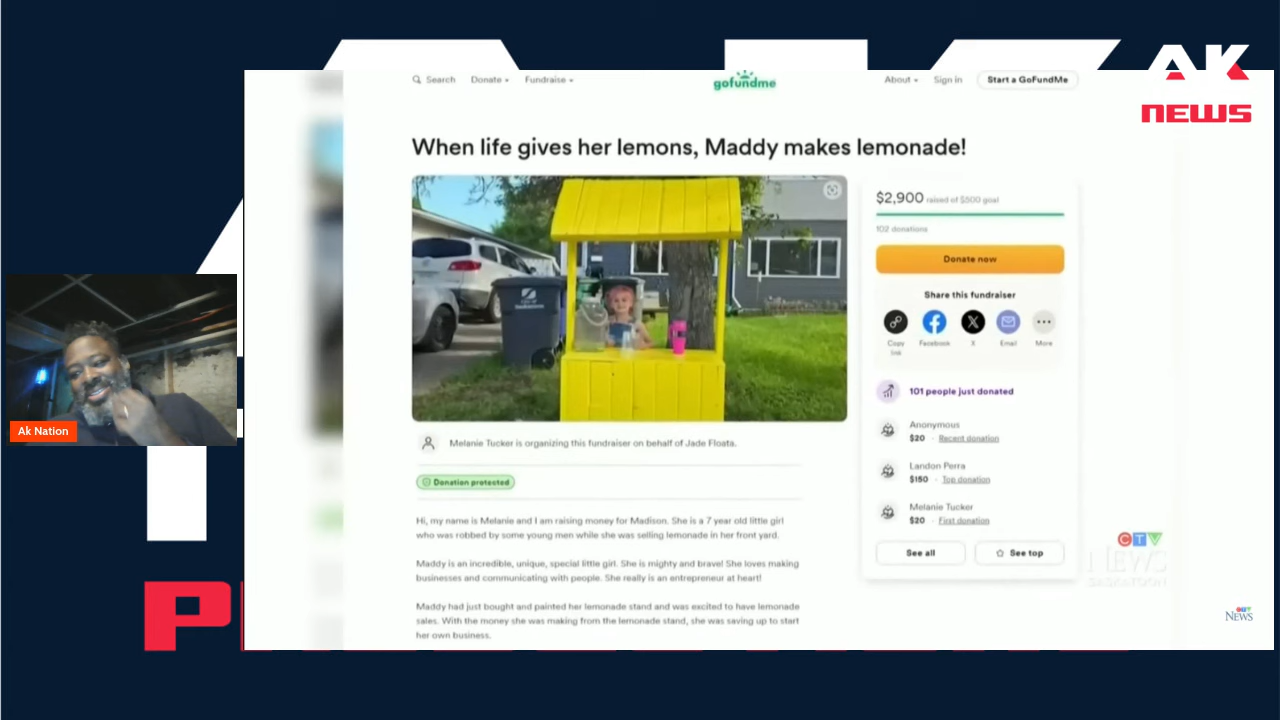 Search
Donate
Fundraise
gofundme
About
Sign in
Start a GoFundMe
AK
NEWS
When life gives her lemons, Maddy makes lemonade!
$2,900 raised of $500 goal
102 donations
Donate now
Share this fundraiser
Copy link
Facebook
X
Email
More
101 people just donated
Anonymous
$20 · Recent donation
Landon Perra
$150 · Top donation
Melanie Tucker
$20 · First donation
See all
See top
Melanie Tucker is organizing this fundraiser on behalf of Jade Floata.
Donation protected
Hi, my name is Melanie and I am raising money for Madison. She is a 7 year old little girl
who was robbed by some young men while she was selling lemonade in her front yard.
Maddy is an incredible, unique, special little girl. She is mighty and brave! She loves making
businesses and communicating with people. She really is an entrepreneur at heart!
Maddy had just bought and painted her lemonade stand and was excited to have lemonade
sales. With the money she was making from the lemonade stand, she was saving up to start
her own business.
Ak Nation
CTV
NEWS
SASKATOON
CTV
NEWS